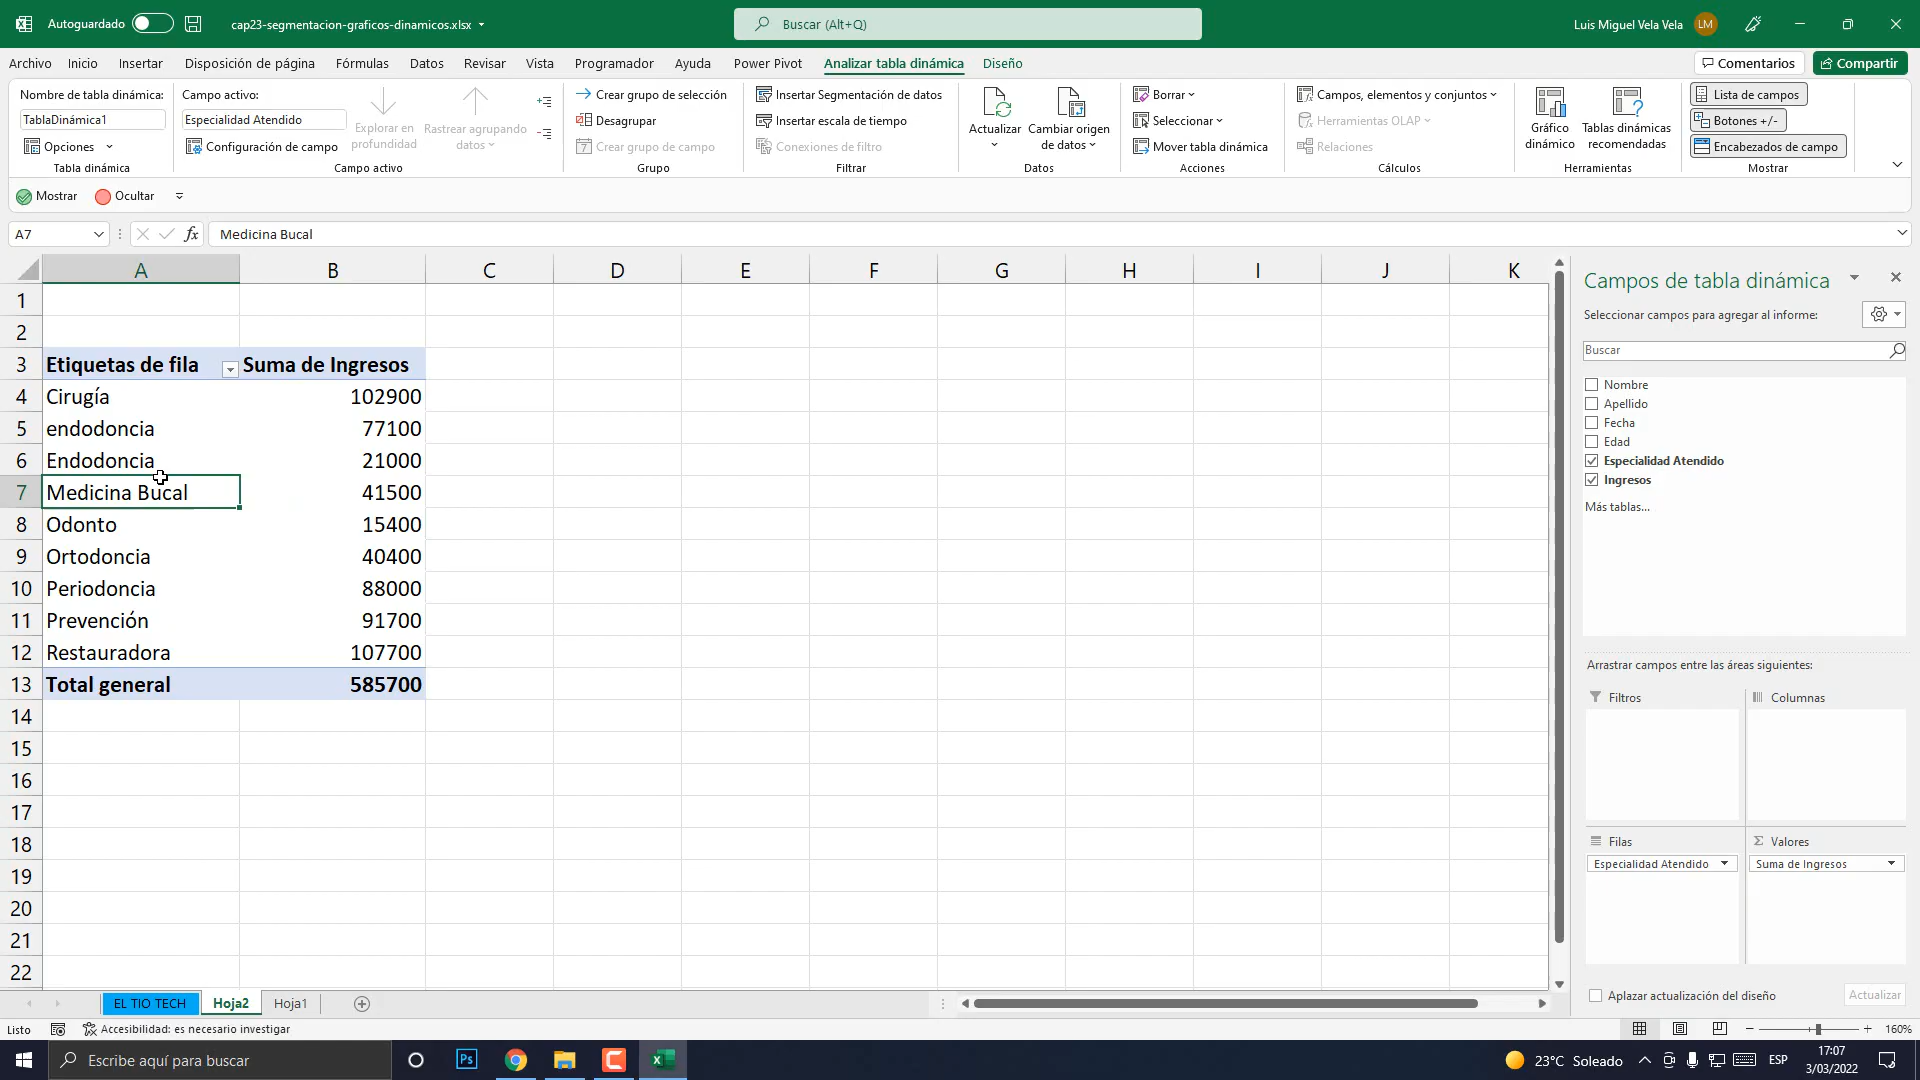 Autoguardado
cap23-segmentacion-graficos-dinamicos.xlsx
Buscar (Alt+Q)
Luis Miguel Vela Vela
LM
Archivo Inicio Insertar Disposición de página Fórmulas Datos Revisar Vista Programador Ayuda Power Pivot Analizar tabla dinámica Diseño
Comentarios
Compartir
Nombre de tabla dinámica:
TablaDinámica1
Opciones
Tabla dinámica
Campo activo:
Especialidad Atendido
Configuración de campo
Explorar en profundidad
Rastrear agrupando datos
Campo activo
Crear grupo de selección
Desagrupar
Crear grupo de campo
Grupo
Insertar Segmentación de datos
Insertar escala de tiempo
Conexiones de filtro
Filtrar
Actualizar
Cambiar origen de datos
Datos
Borrar
Seleccionar
Mover tabla dinámica
Acciones
Campos, elementos y conjuntos
Herramientas OLAP
Relaciones
Cálculos
Gráfico dinámico
Tablas dinámicas recomendadas
Herramientas
Lista de campos
Botones +/-
Encabezados de campo
Mostrar
Mostrar Ocultar
A7
fx
Medicina Bucal
A B C D E F G H I J K
1
2
3 Etiquetas de fila Suma de Ingresos
4 Cirugía 102900
5 endodoncia 77100
6 Endodoncia 21000
7 Medicina Bucal 41500
8 Odonto 15400
9 Ortodoncia 40400
10 Periodoncia 88000
11 Prevención 91700
12 Restauradora 107700
13 Total general 585700
14
15
16
17
18
19
20
21
22
Campos de tabla dinámica
Seleccionar campos para agregar al informe:
Buscar
Nombre
Apellido
Fecha
Edad
Especialidad Atendido
Ingresos
Más tablas...
Arrastrar campos entre las áreas siguientes:
Filtros
Columnas
Filas
Especialidad Atendido
Valores
Suma de Ingresos
Aplazar actualización del diseño
Actualizar
EL TIO TECH Hoja2 Hoja1
Listo
Accesibilidad: es necesario investigar
160%
Escribe aquí para buscar
Ps
23°C Soleado
ESP
17:07
3/03/2022